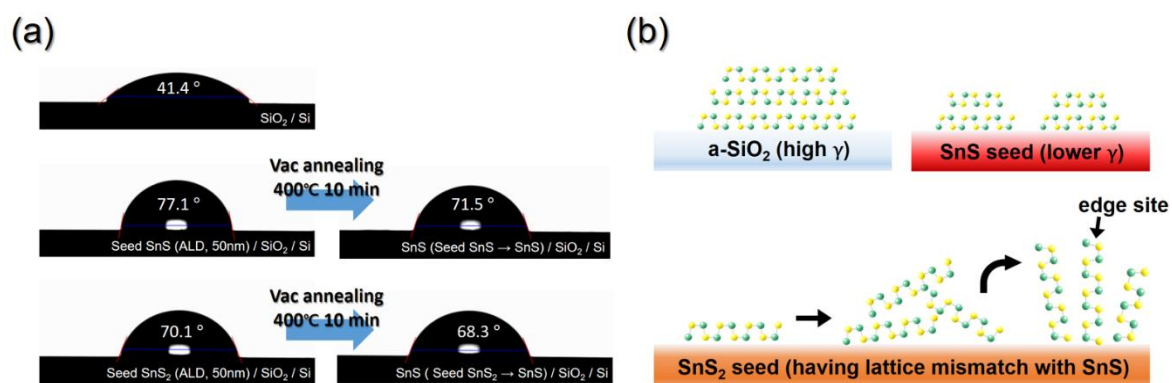 (a)
41.4 °
SiO₂ / Si
77.1 °
Seed SnS (ALD, 50nm) / SiO₂ / Si
Vac annealing
400℃ 10 min
71.5 °
SnS (Seed SnS → SnS) / SiO₂ / Si
70.1 °
Seed SnS₂ (ALD, 50nm) / SiO₂ / Si
Vac annealing
400℃ 10 min
68.3 °
SnS ( Seed SnS₂ → SnS) / SiO₂ / Si
(b)
a-SiO₂ (high γ)
SnS seed (lower γ)
edge site
SnS₂ seed (having lattice mismatch with SnS)